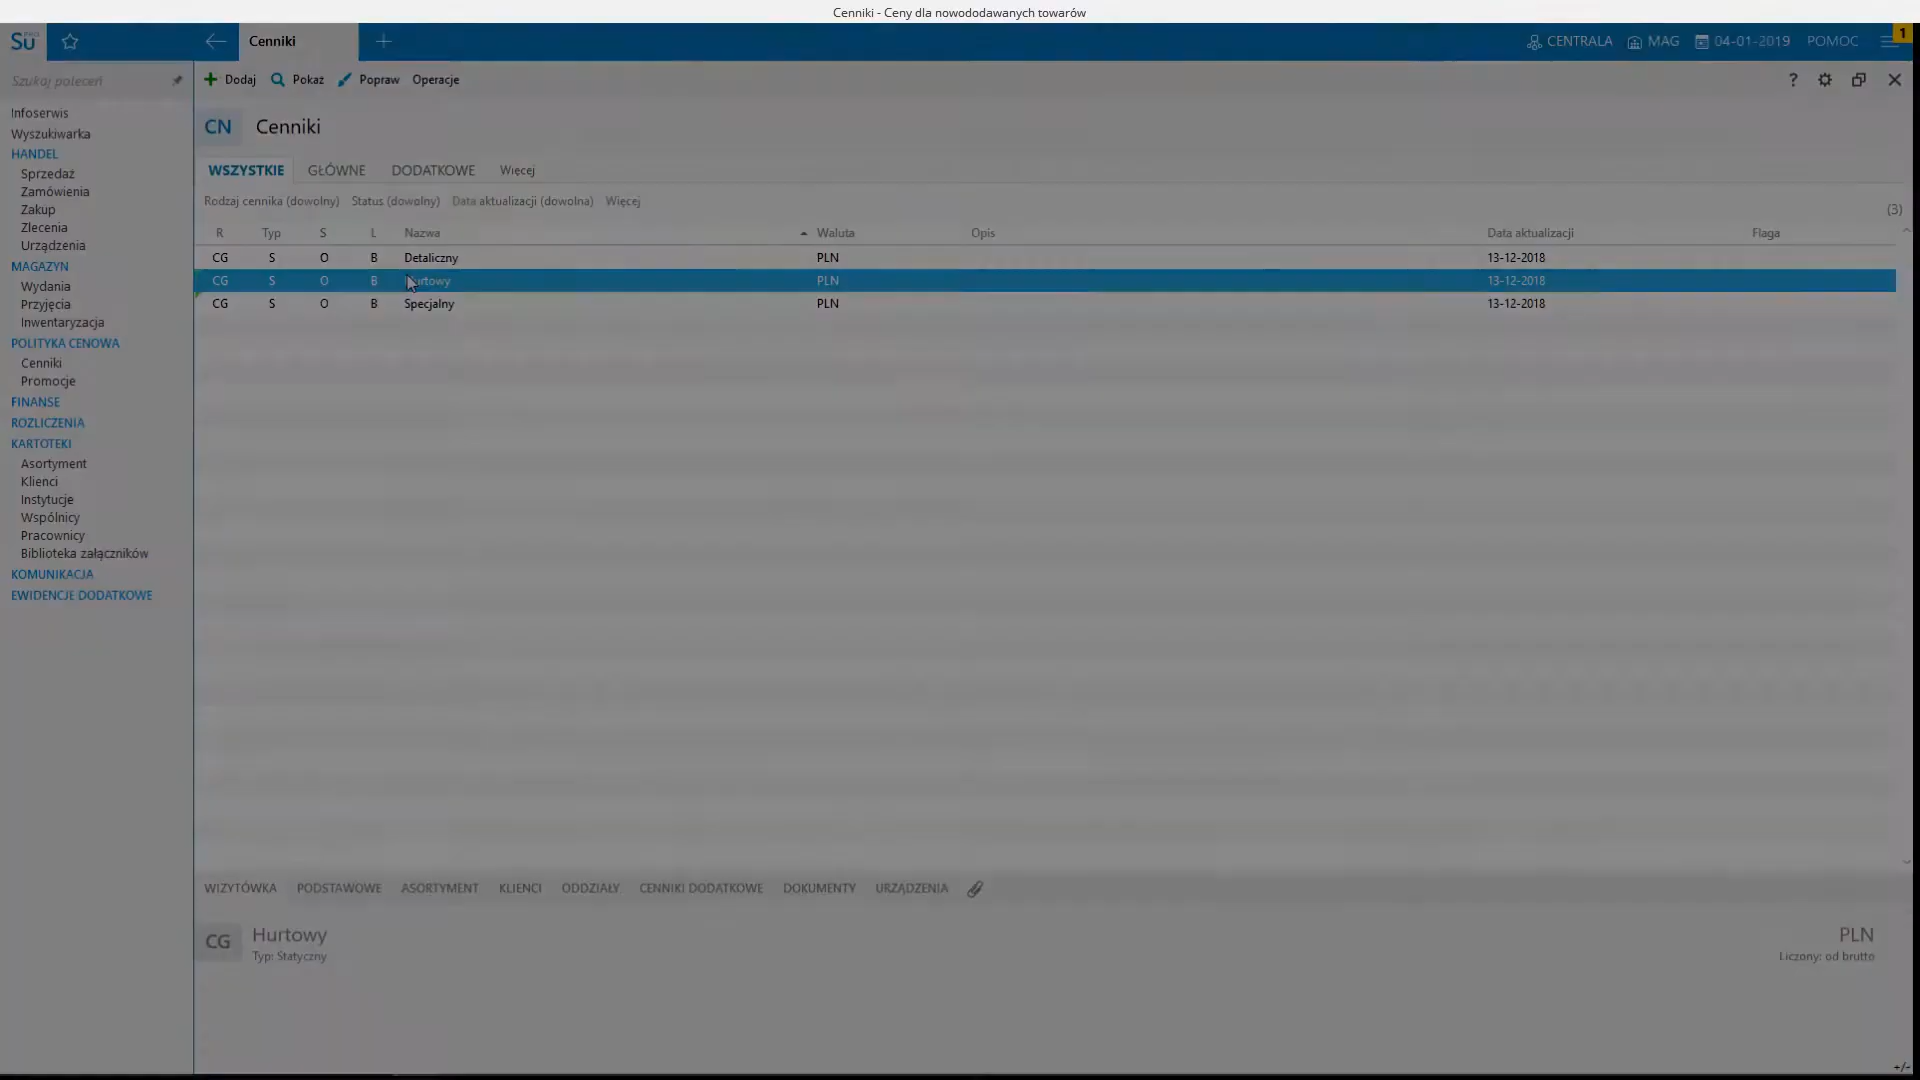 Cenniki - Ceny dla nowododawanych towarów
Su PRO
Cenniki
CENTRALA MAG 04-01-2019 POMOC 1
Szukaj poleceń
Dodaj Pokaż Popraw Operacje
Infoserwis
Wyszukiwarka
HANDEL
Sprzedaż
Zamówienia
Zakup
Zlecenia
Urządzenia
MAGAZYN
Wydania
Przyjęcia
Inwentaryzacja
POLITYKA CENOWA
Cenniki
Promocje
FINANSE
ROZLICZENIA
KARTOTEKI
Asortyment
Klienci
Instytucje
Wspólnicy
Pracownicy
Biblioteka załączników
KOMUNIKACJA
EWIDENCJE DODATKOWE
CN Cenniki
WSZYSTKIE GŁÓWNE DODATKOWE Więcej
Rodzaj cennika (dowolny) Status (dowolny) Data aktualizacji (dowolna) Więcej
(3)
R Typ S L Nazwa Waluta Opis Data aktualizacji Flaga
CG S O B Detaliczny PLN 13-12-2018
CG S O B Hurtowy PLN 13-12-2018
CG S O B Specjalny PLN 13-12-2018
WIZYTÓWKA PODSTAWOWE ASORTYMENT KLIENCI ODDZIAŁY CENNIKI DODATKOWE DOKUMENTY URZĄDZENIA
CG Hurtowy PLN
Typ: Statyczny Liczony: od brutto
+/-